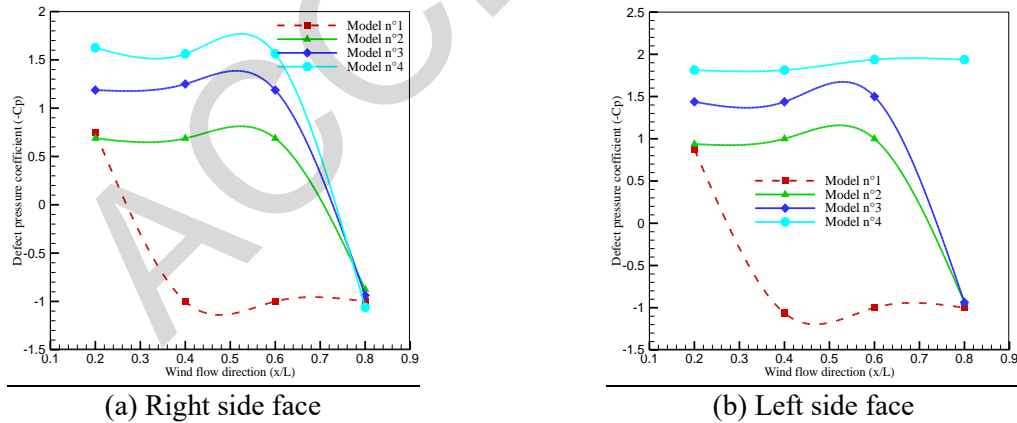 2
1.5
1
0.5
0
-0.5
-1
-1.5
Defect pressure coefficient (-Cp)
Model n°1
Model n°2
Model n°3
Model n°4
0.1 0.2 0.3 0.4 0.5 0.6 0.7 0.8 0.9
Wind flow direction (x/L)
(a) Right side face
2.5
2
1.5
1
0.5
0
-0.5
-1
-1.5
Defect pressure coefficient (-Cp)
Model n°1
Model n°2
Model n°3
Model n°4
0.1 0.2 0.3 0.4 0.5 0.6 0.7 0.8 0.9
Wind flow direction (x/L)
(b) Left side face